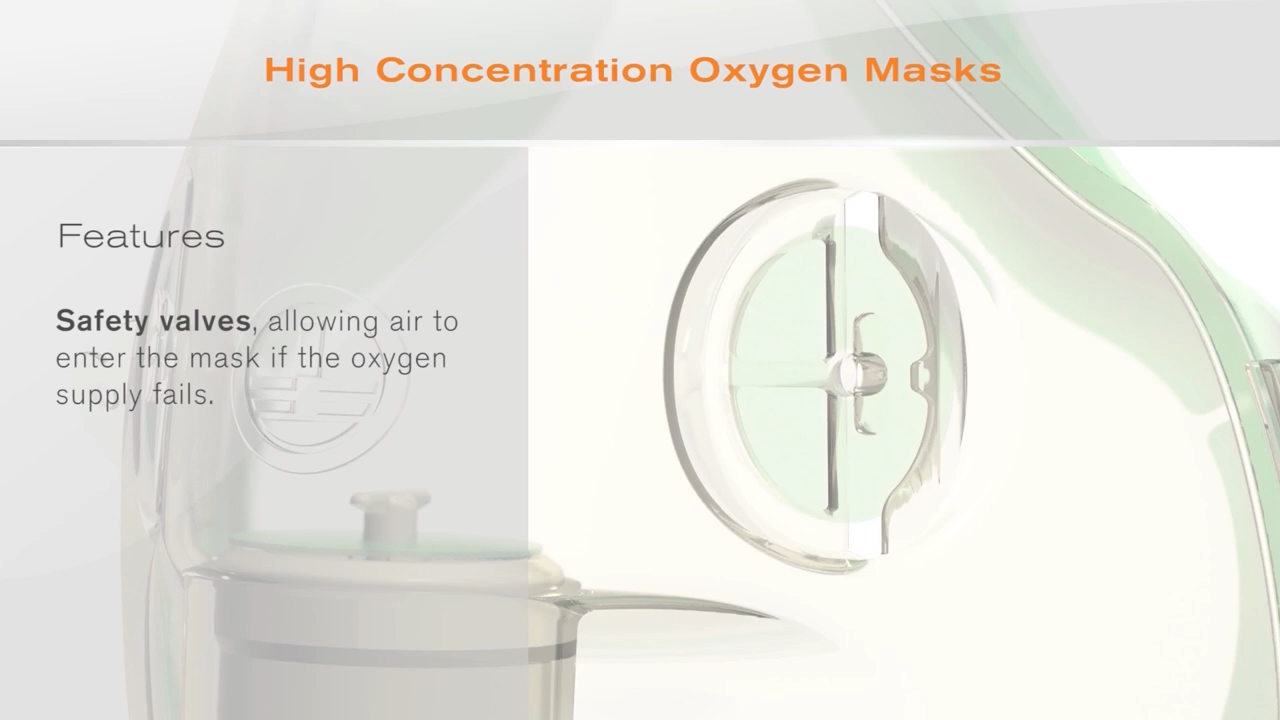 High Concentration Oxygen Masks
Features
Safety valves, allowing air to
enter the mask if the oxygen
supply fails.